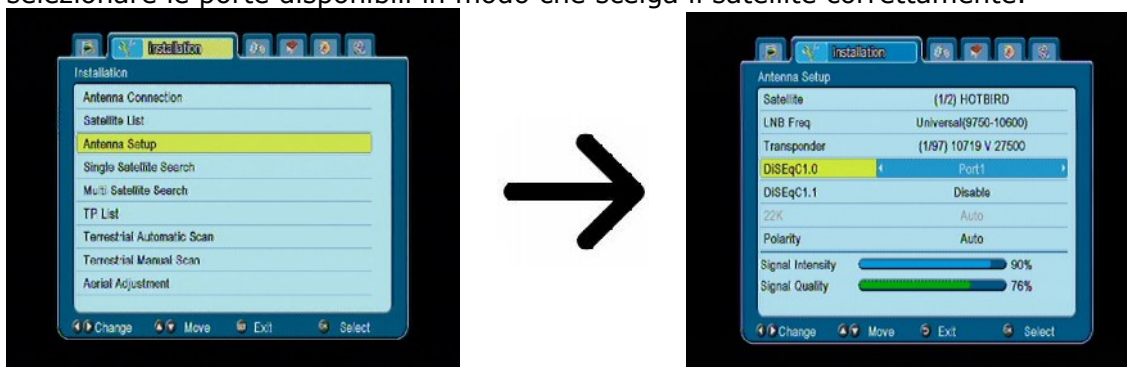 selezionare le porte disponibili in modo che scelga il satellite correttamente.
Installation
Installation
Antenna Connection
Satellite List
Antenna Setup
Single Satellite Search
Multi Satellite Search
TP List
Terrestrial Automatic Scan
Terrestrial Manual Scan
Aerial Adjustment
Change Move Exit Select
Installation
Antenna Setup
Satellite (1/2) HOTBIRD
LNB Freq Universal(9750-10600)
Transponder (1/97) 10719 V 27500
DiSEqC1.0 Port1
DiSEqC1.1 Disable
22K Auto
Polarity Auto
Signal Intensity 90%
Signal Quality 76%
Change Move Exit Select